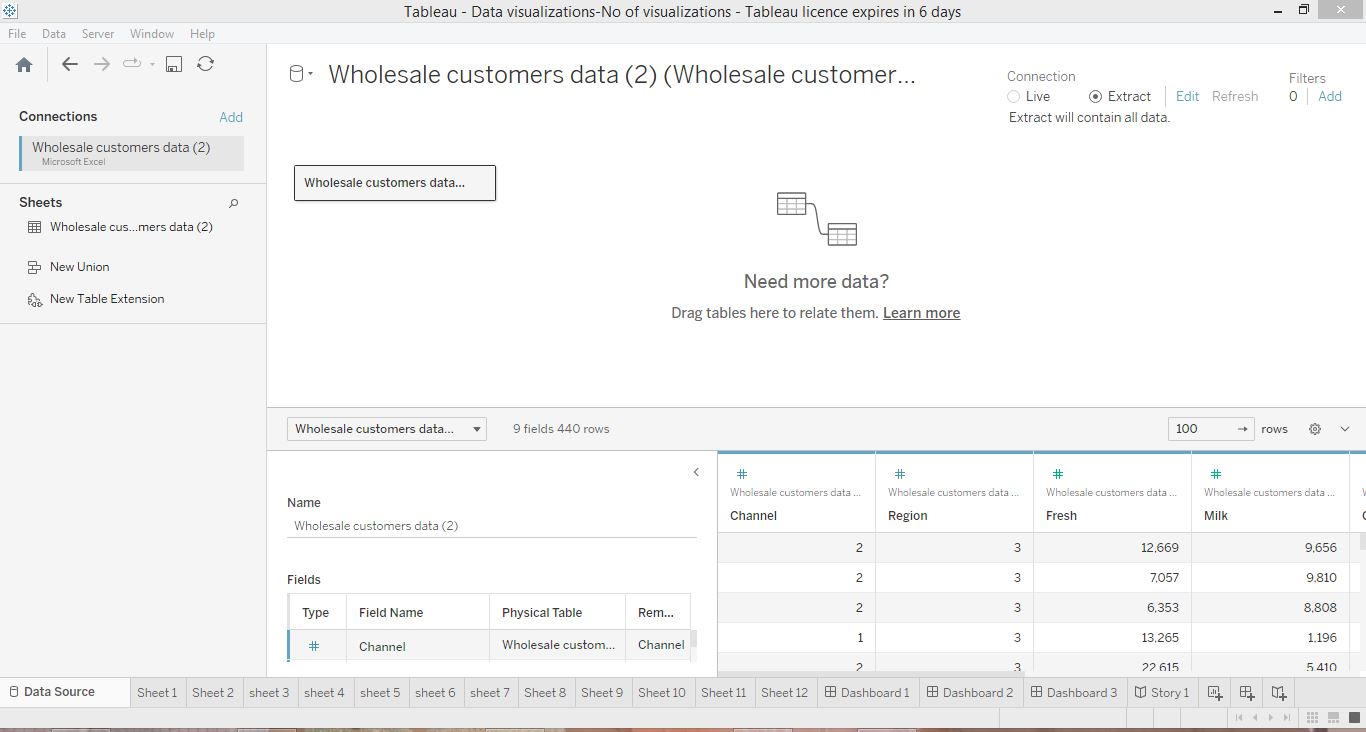 Tableau - Data visualizations-No of visualizations - Tableau licence expires in 6 days
File Data Server Window Help
Wholesale customers data (2) (Wholesale customer...
Connection
Live
Extract
Edit
Refresh
Extract will contain all data.
Filters
0
Add
Connections
Add
Wholesale customers data (2)
Microsoft Excel
Sheets
Wholesale cus...mers data (2)
New Union
New Table Extension
Wholesale customers data...
Need more data?
Drag tables here to relate them. Learn more
Wholesale customers data...
9 fields 440 rows
100
rows
Name
Wholesale customers data (2)
Fields
Type Field Name Physical Table Rem...
# Channel Wholesale custom... Channel
# # # #
Wholesale customers data ... Wholesale customers data ... Wholesale customers data ... Wholesale customers data ...
Channel Region Fresh Milk
2 3 12,669 9,656
2 3 7,057 9,810
2 3 6,353 8,808
1 3 13,265 1,196
2 3 22,615 5,410
Data Source Sheet 1 Sheet 2 sheet 3 sheet 4 sheet 5 sheet 6 sheet 7 Sheet 8 Sheet 9 Sheet 10 Sheet 11 Sheet 12 Dashboard 1 Dashboard 2 Dashboard 3 Story 1